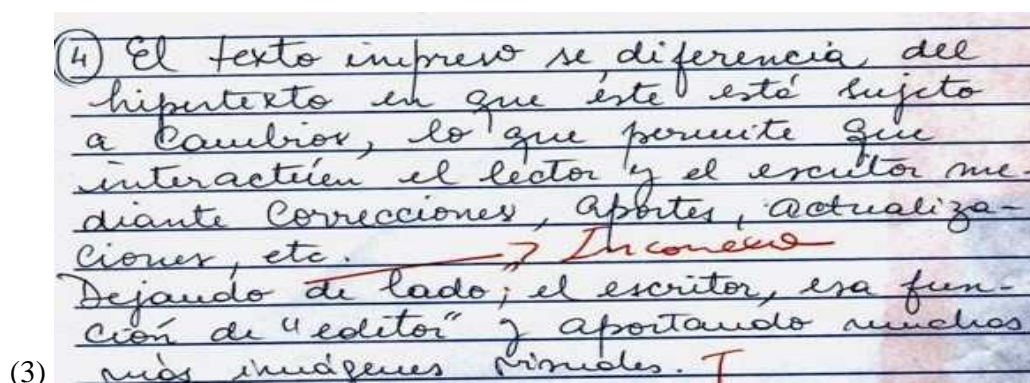 ④ El texto impreso se diferencia del
hipertexto en que éste está sujeto
a Cambios, lo que permite que
interactúen el lector y el escritor me-
diante Correcciones, aportes, actualiza-
ciones, etc. → Inconexo
Dejando de lado; el escritor, esa fun-
ción de "editor" y aportando muchas
(3) más imágenes visuales.